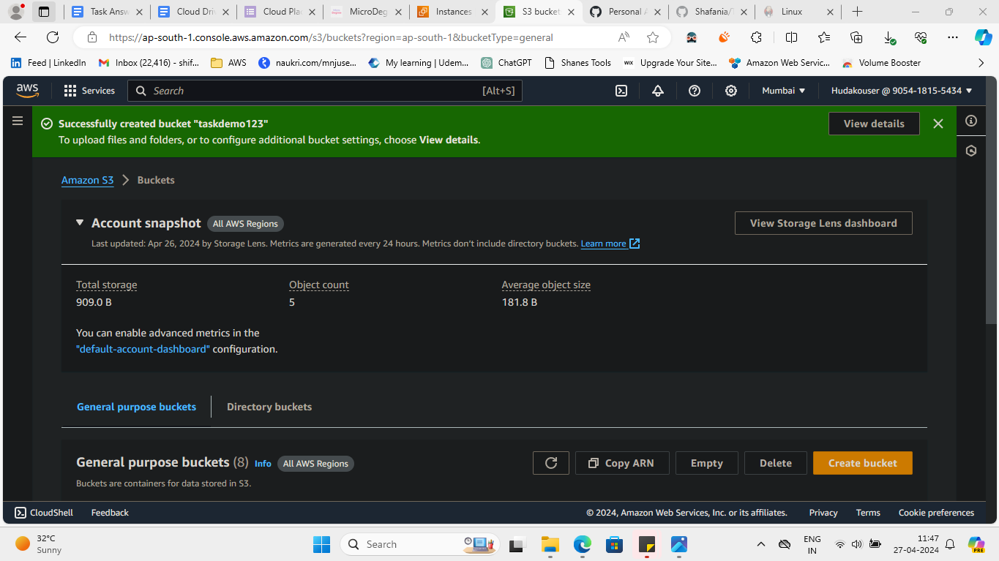 Task Answ
Cloud Driv
Cloud Pla
MicroDeg
Instances
S3 bucket
Personal A
Shafania/T
Linux
https://ap-south-1.console.aws.amazon.com/s3/buckets?region=ap-south-1&bucketType=general
Feed | LinkedIn
Inbox (22,416) - shif...
AWS
naukri.com/mnjuse...
My learning | Udem...
ChatGPT
Shanes Tools
WIX
Upgrade Your Site...
Amazon Web Servic...
Volume Booster
aws
Services
Search
[Alt+S]
Mumbai
Hudakouser @ 9054-1815-5434
Successfully created bucket "taskdemo123"
To upload files and folders, or to configure additional bucket settings, choose View details.
View details
Amazon S3 > Buckets
Account snapshot
All AWS Regions
View Storage Lens dashboard
Last updated: Apr 26, 2024 by Storage Lens. Metrics are generated every 24 hours. Metrics don't include directory buckets. Learn more
Total storage
909.0 B
Object count
5
Average object size
181.8 B
You can enable advanced metrics in the
"default-account-dashboard" configuration.
General purpose buckets
Directory buckets
General purpose buckets (8)
Info
All AWS Regions
Copy ARN
Empty
Delete
Create bucket
Buckets are containers for data stored in S3.
CloudShell
Feedback
© 2024, Amazon Web Services, Inc. or its affiliates.
Privacy
Terms
Cookie preferences
32°C
Sunny
Search
ENG
IN
11:47
27-04-2024
PRE